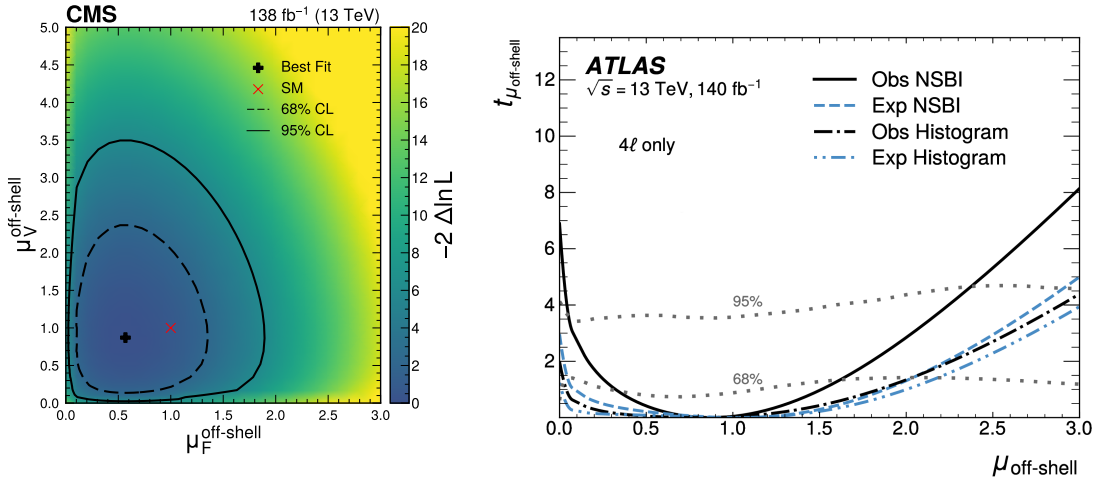 CMS 138 fb⁻¹ (13 TeV)
5.0
4.5
4.0
3.5
3.0
2.5
2.0
1.5
1.0
0.5
0.0
μ_V^off-shell
Best Fit
SM
68% CL
95% CL
0.0 0.5 1.0 1.5 2.0 2.5 3.0
μ_F^off-shell
20
18
16
14
12
10
8
6
4
2
0
−2 Δln L
t_μoff-shell
12
10
8
6
4
2
ATLAS
√s = 13 TeV, 140 fb⁻¹
4ℓ only
Obs NSBI
Exp NSBI
Obs Histogram
Exp Histogram
95%
68%
0.0 0.5 1.0 1.5 2.0 2.5 3.0
μ_off-shell